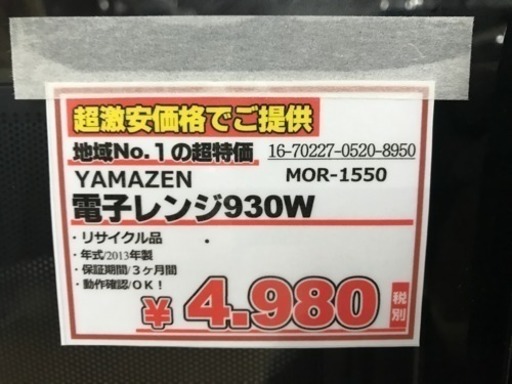 超激安価格でご提供
地域No.1の超特価 16-70227-0520-8950
YAMAZEN MOR-1550
電子レンジ930W
・リサイクル品
・年式/2013年製
・保証期間/3ヶ月間
・動作確認/OK!
¥4.980 税別